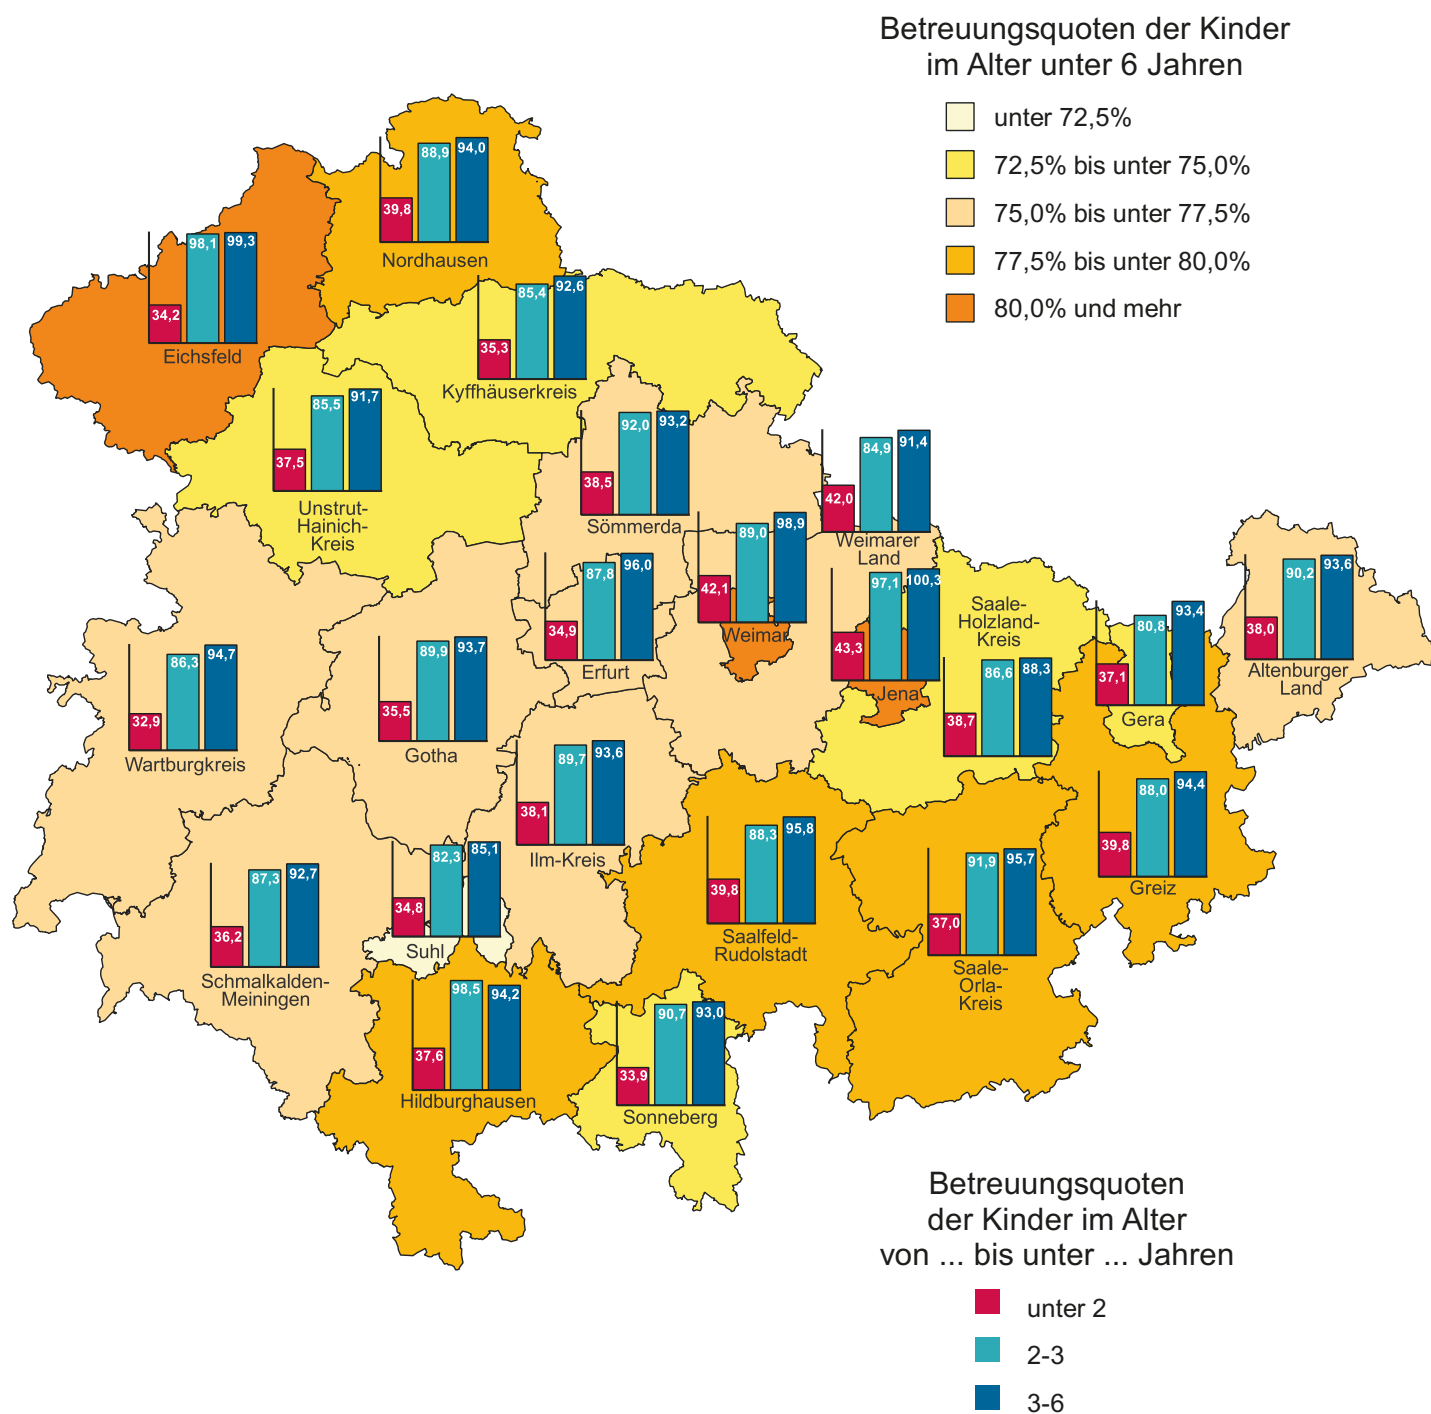 Betreuungsquoten der Kinder
im Alter unter 6 Jahren
unter 72,5%
72,5% bis unter 75,0%
75,0% bis unter 77,5%
77,5% bis unter 80,0%
80,0% und mehr
39,8
88,9
94,0
Nordhausen
34,2
98,1
99,3
Eichsfeld
35,3
85,4
92,6
Kyffhäuserkreis
37,5
85,5
91,7
Unstrut-
Hainich-
Kreis
38,5
92,0
93,2
Sömmerda
42,0
84,9
91,4
Weimarer
Land
42,1
89,0
98,9
Weimar
34,9
87,8
96,0
Erfurt
43,3
97,1
100,3
Jena
Saale-
Holzland-
Kreis
38,7
86,6
88,3
37,1
80,8
93,4
Gera
38,0
90,2
93,6
Altenburger
Land
32,9
86,3
94,7
Wartburgkreis
35,5
89,9
93,7
Gotha
38,1
89,7
93,6
Ilm-Kreis
39,8
88,0
94,4
Greiz
39,8
88,3
95,8
Saalfeld-
Rudolstadt
37,0
91,9
95,7
Saale-
Orla-
Kreis
36,2
87,3
92,7
Schmalkalden-
Meiningen
34,8
82,3
85,1
Suhl
37,6
98,5
94,2
Hildburghausen
33,9
90,7
93,0
Sonneberg
Betreuungsquoten
der Kinder im Alter
von ... bis unter ... Jahren
unter 2
2-3
3-6